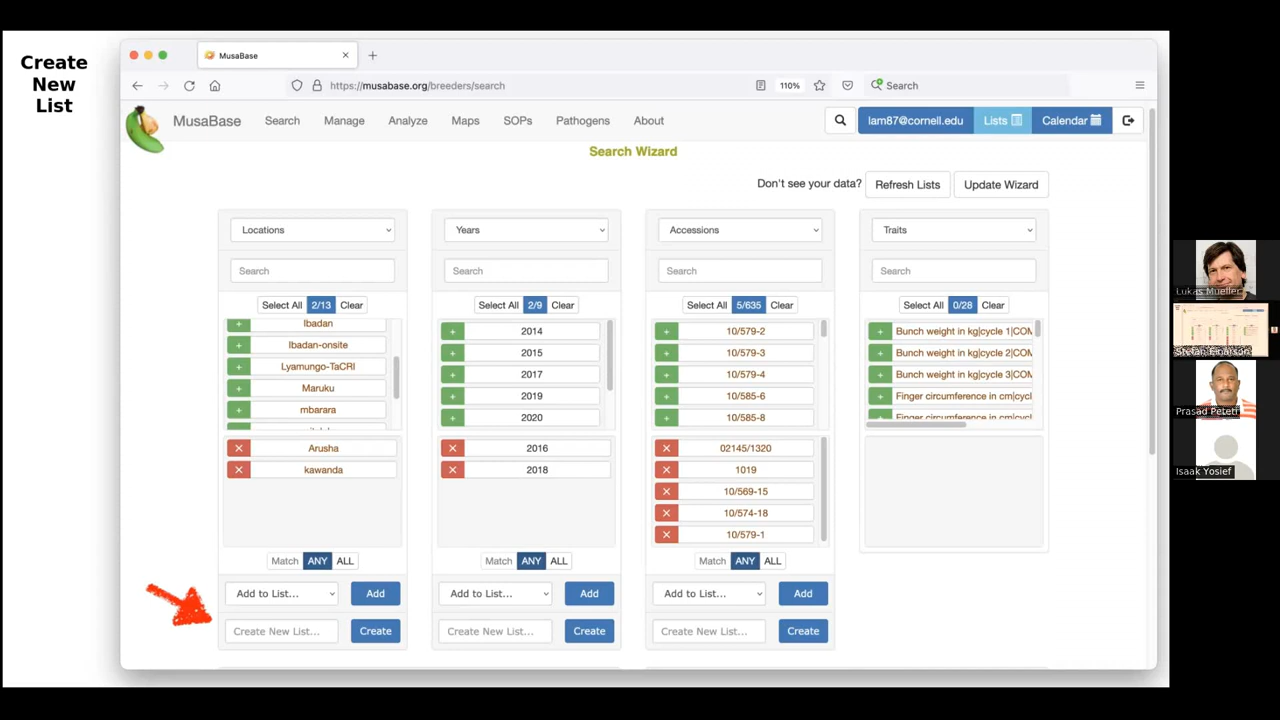 Create
New
List
MusaBase
https://musabase.org/breeders/search
110%
Search
MusaBase
Search
Manage
Analyze
Maps
SOPs
Pathogens
About
lam87@cornell.edu
Lists
Calendar
Search Wizard
Don't see your data?
Refresh Lists
Update Wizard
Locations
Years
Accessions
Traits
Search
Search
Search
Search
Select All 2/13 Clear
Select All 2/9 Clear
Select All 5/635 Clear
Select All 0/28 Clear
Ibadan
Ibadan-onsite
Lyamungo-TaCRI
Maruku
mbarara
2014
2015
2017
2019
2020
10/579-2
10/579-3
10/579-4
10/585-6
10/585-8
Bunch weight in kg|cycle 1|COM
Bunch weight in kg|cycle 2|COM
Bunch weight in kg|cycle 3|COM
Finger circumference in cm|cycl
Finger circumference in cm|cycl
Arusha
kawanda
2016
2018
02145/1320
1019
10/569-15
10/574-18
10/579-1
Match ANY ALL
Match ANY ALL
Match ANY ALL
Add to List... Add
Add to List... Add
Add to List... Add
Create New List... Create
Create New List... Create
Create New List... Create
Lukas Mueller
Stefan Einarson
Prasad Peteti
Isaak Yosief